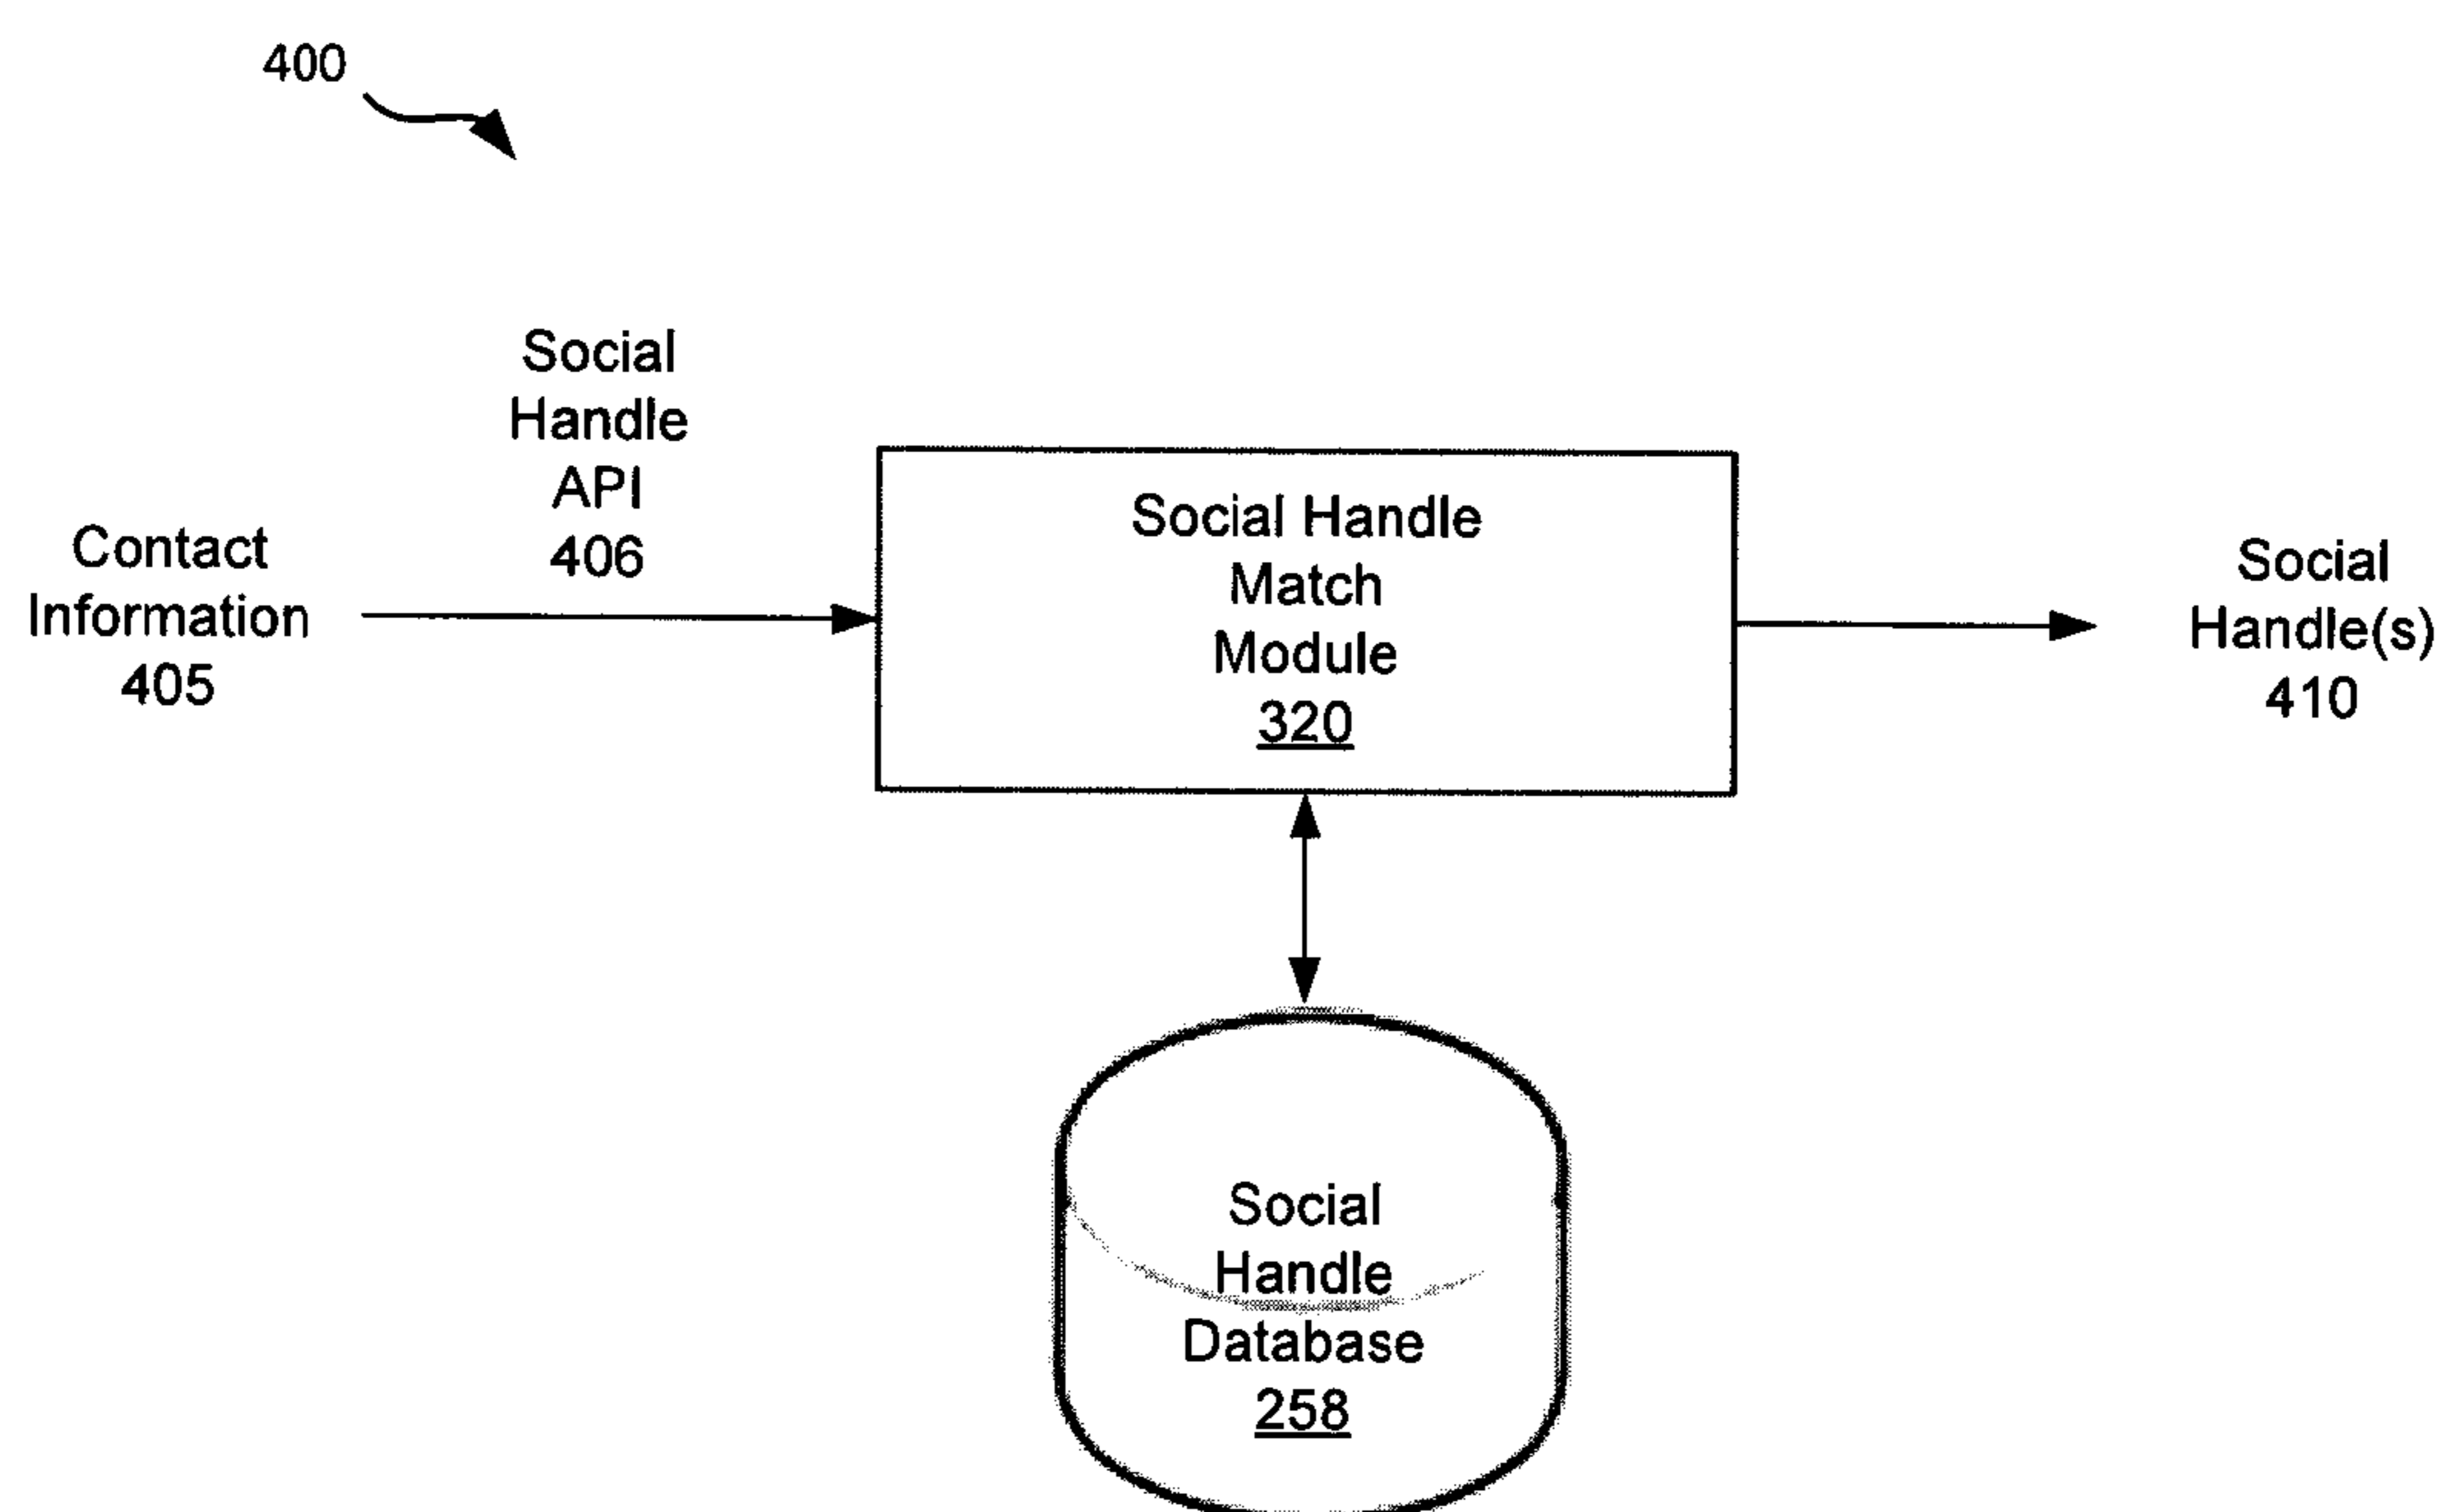 400
Social
Handle
API
406
Contact
Information
405
Social Handle
Match
Module
320
Social
Handle(s)
410
Social
Handle
Database
258